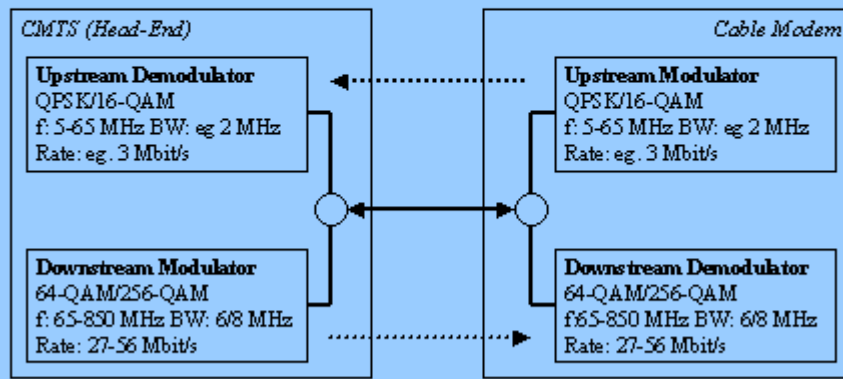 CMTS (Head-End)
Upstream Demodulator
QPSK/16-QAM
f: 5-65 MHz BW: eg 2 MHz
Rate: eg. 3 Mbit/s
Downstream Modulator
64-QAM/256-QAM
f: 65-850 MHz BW: 6/8 MHz
Rate: 27-56 Mbit/s
Cable Modem
Upstream Modulator
QPSK/16-QAM
f: 5-65 MHz BW: eg 2 MHz
Rate: eg. 3 Mbit/s
Downstream Demodulator
64-QAM/256-QAM
f:65-850 MHz BW: 6/8 MHz
Rate: 27-56 Mbit/s